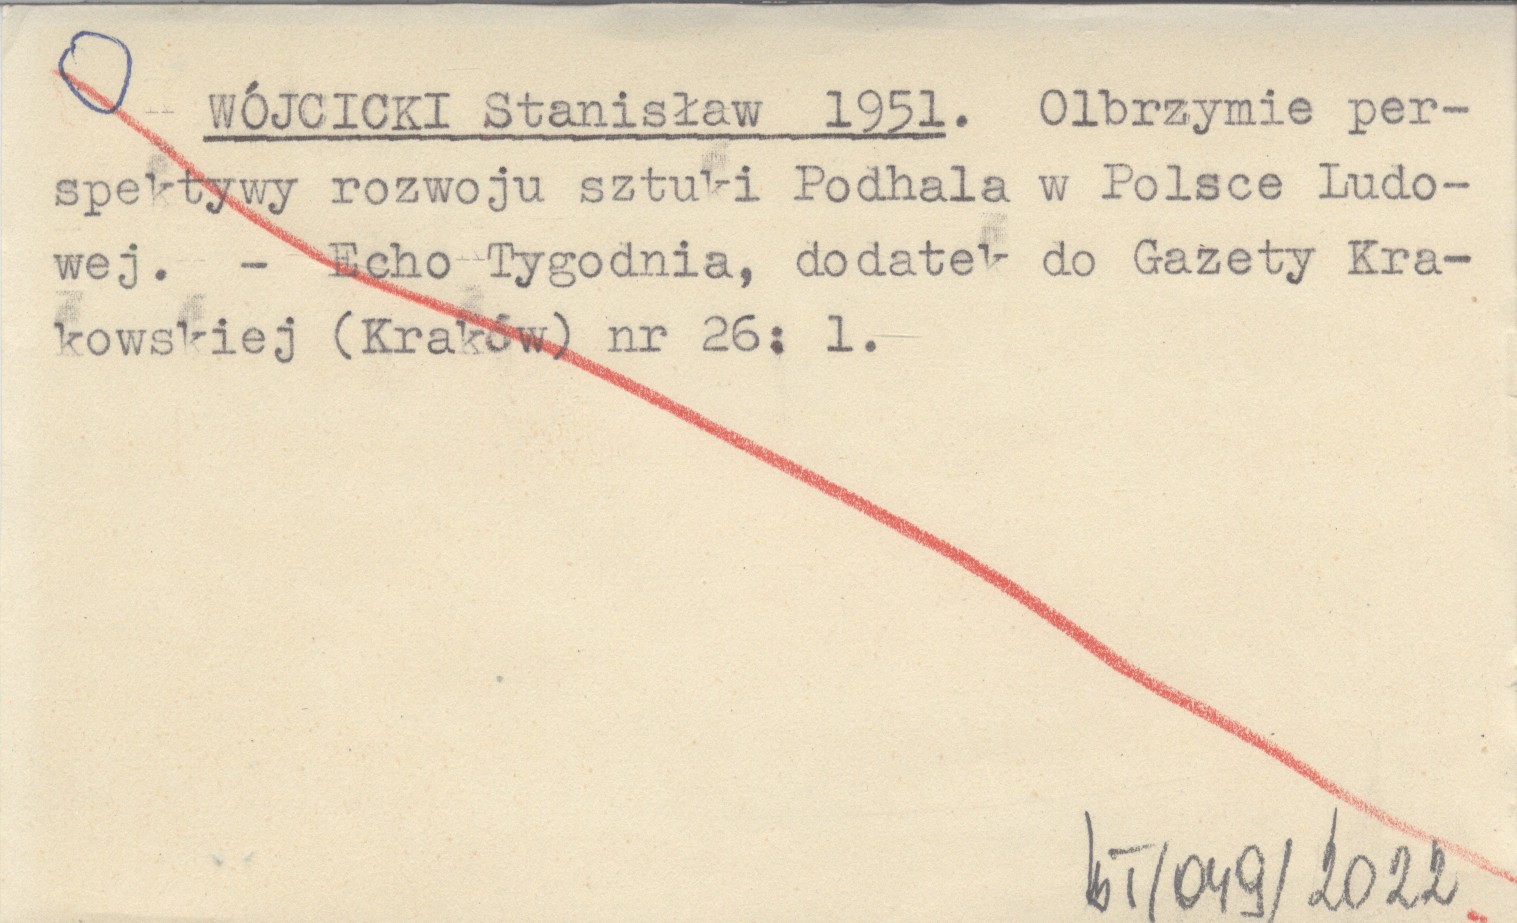 WÓJCICKI Stanisław 1951. Olbrzymie per-
spektywy rozwoju sztuki Podhala w Polsce Ludo-
wej. - Echo Tygodnia, dodatek do Gazety Kra-
kowskiej (Kraków) nr 26: 1.
/049/2022